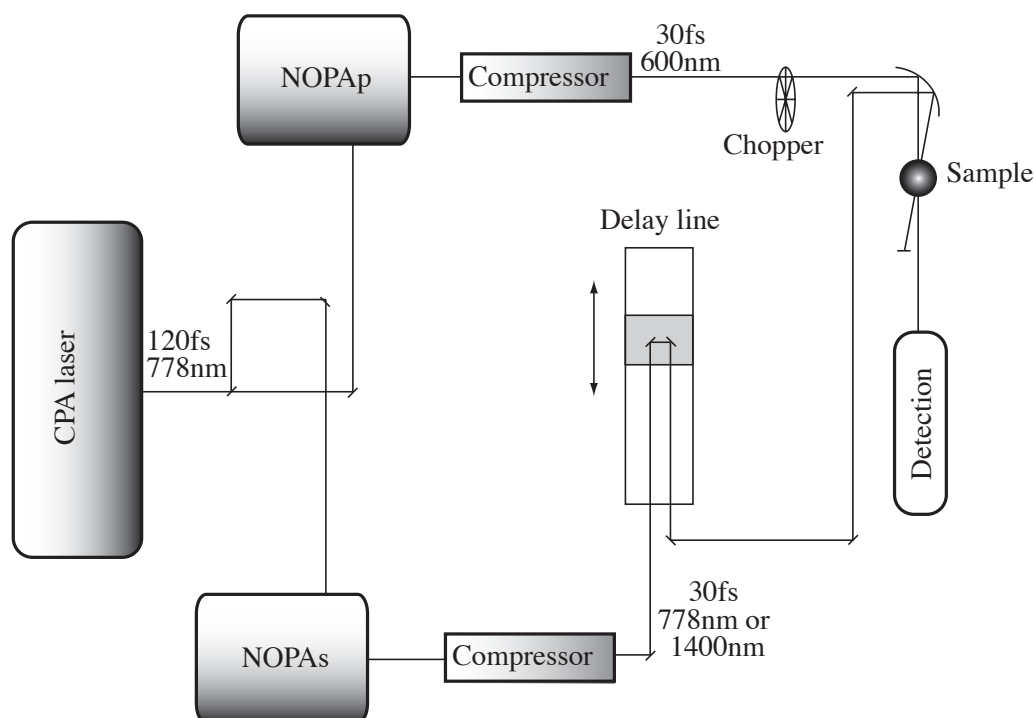 NOPAp
Compressor
30fs
600nm
Chopper
Sample
Delay line
CPA laser
120fs
778nm
Detection
NOPAs
Compressor
30fs
778nm or
1400nm